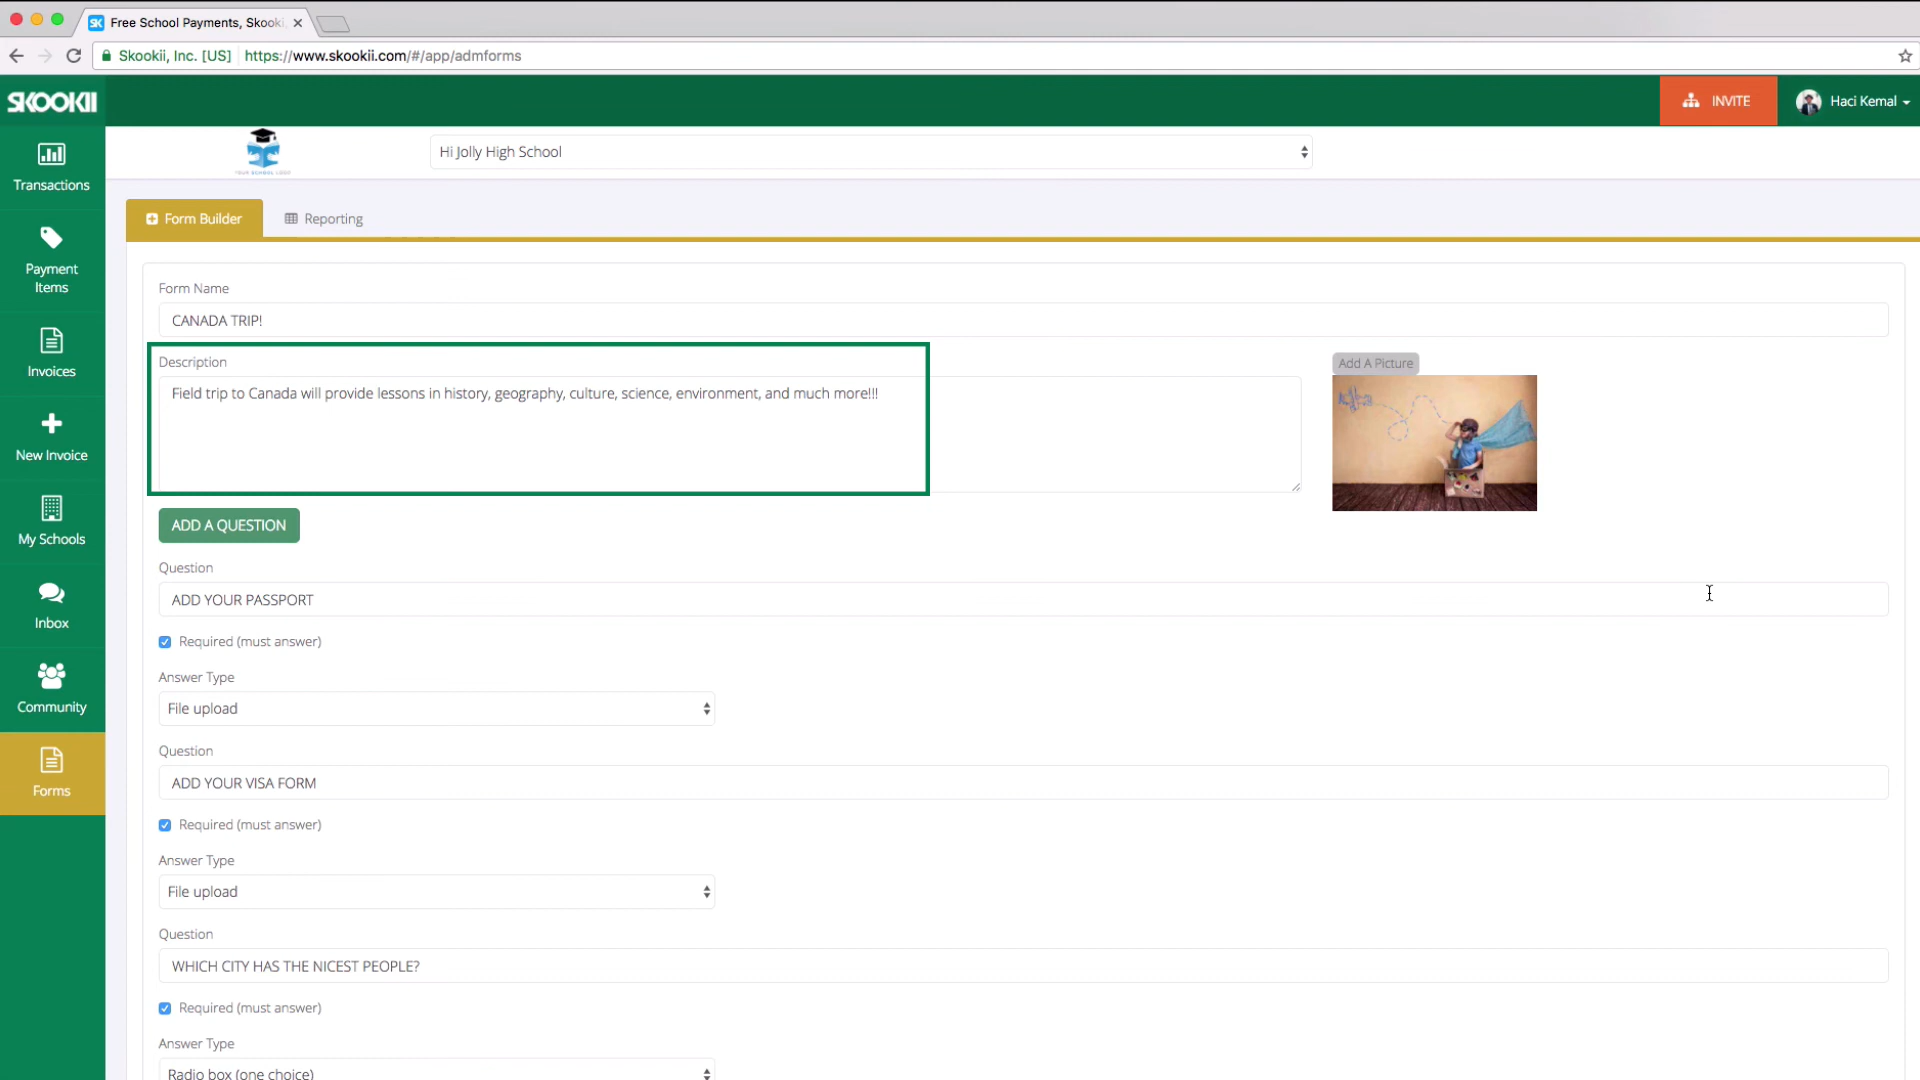 Free School Payments, Skooki
Skookii, Inc. [US] https://www.skookii.com/#/app/admforms
SKOOKII
INVITE
Haci Kemal
YOUR SCHOOL LOGO
Hi Jolly High School
Transactions
Payment
Items
Invoices
New Invoice
My Schools
Inbox
Community
Forms
Form Builder
Reporting
Form Name
CANADA TRIP!
Description
Field trip to Canada will provide lessons in history, geography, culture, science, environment, and much more!!!
Add A Picture
ADD A QUESTION
Question
ADD YOUR PASSPORT
Required (must answer)
Answer Type
File upload
Question
ADD YOUR VISA FORM
Required (must answer)
Answer Type
File upload
Question
WHICH CITY HAS THE NICEST PEOPLE?
Required (must answer)
Answer Type
Radio box (one choice)